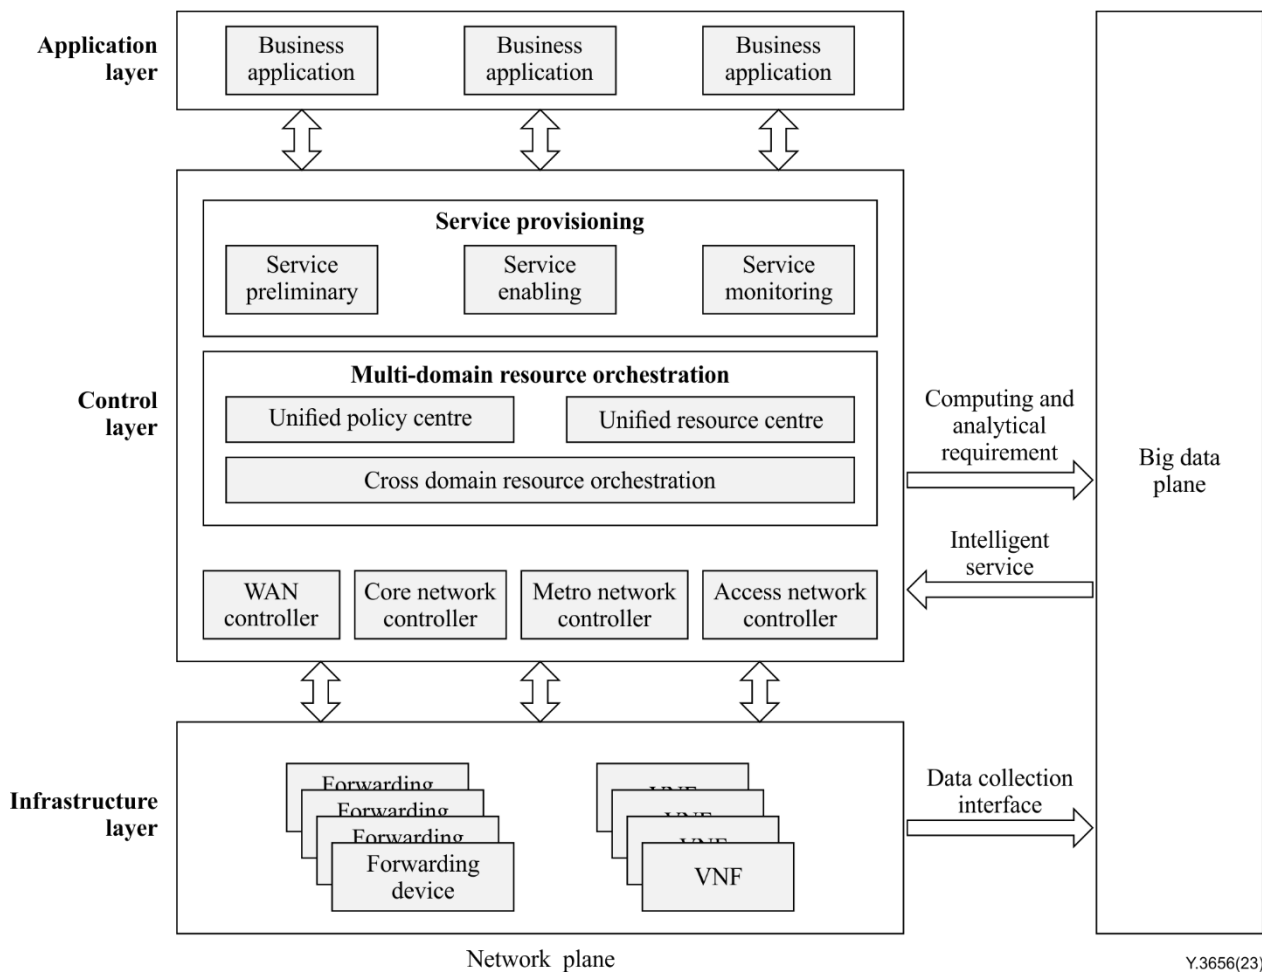 Application
layer
Business
application
Business
application
Business
application
Service provisioning
Service
preliminary
Service
enabling
Service
monitoring
Control
layer
Multi-domain resource orchestration
Unified policy centre
Unified resource centre
Cross domain resource orchestration
WAN
controller
Core network
controller
Metro network
controller
Access network
controller
Computing and
analytical
requirement
Intelligent
service
Big data
plane
Infrastructure
layer
Forwarding
Forwarding
Forwarding
Forwarding
device
VNF
VNF
VNF
VNF
Data collection
interface
Network plane
Y.3656(23)